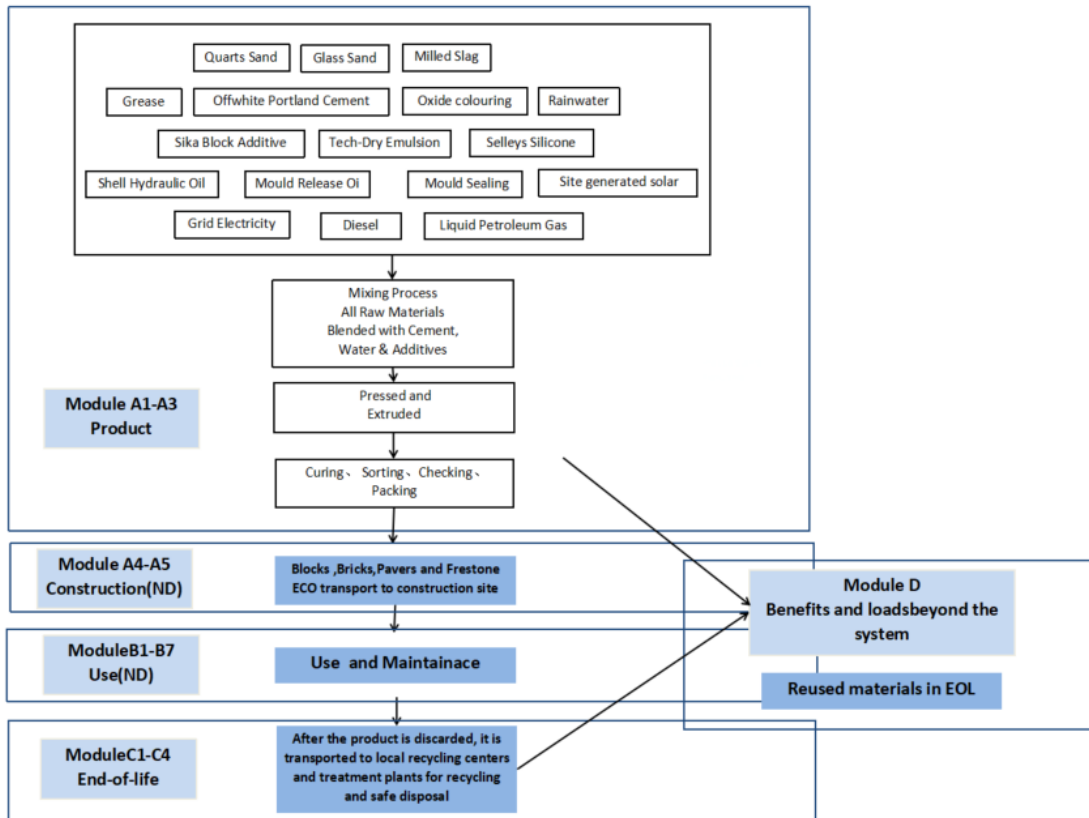 Quarts Sand
Glass Sand
Milled Slag
Grease
Offwhite Portland Cement
Oxide colouring
Rainwater
Sika Block Additive
Tech-Dry Emulsion
Selleys Silicone
Shell Hydraulic Oil
Mould Release Oi
Mould Sealing
Site generated solar
Grid Electricity
Diesel
Liquid Petroleum Gas
Mixing Process
All Raw Materials
Blended with Cement,
Water & Additives
Module A1-A3
Product
Pressed and
Extruded
Curing、 Sorting、Checking、
Packing
Module A4-A5
Construction(ND)
Blocks ,Bricks,Pavers and Frestone
ECO transport to construction site
Module D
Benefits and loadsbeyond the
system
ModuleB1-B7
Use(ND)
Use and Maintainace
Reused materials in EOL
ModuleC1-C4
End-of-life
After the product is discarded, it is
transported to local recycling centers
and treatment plants for recycling
and safe disposal